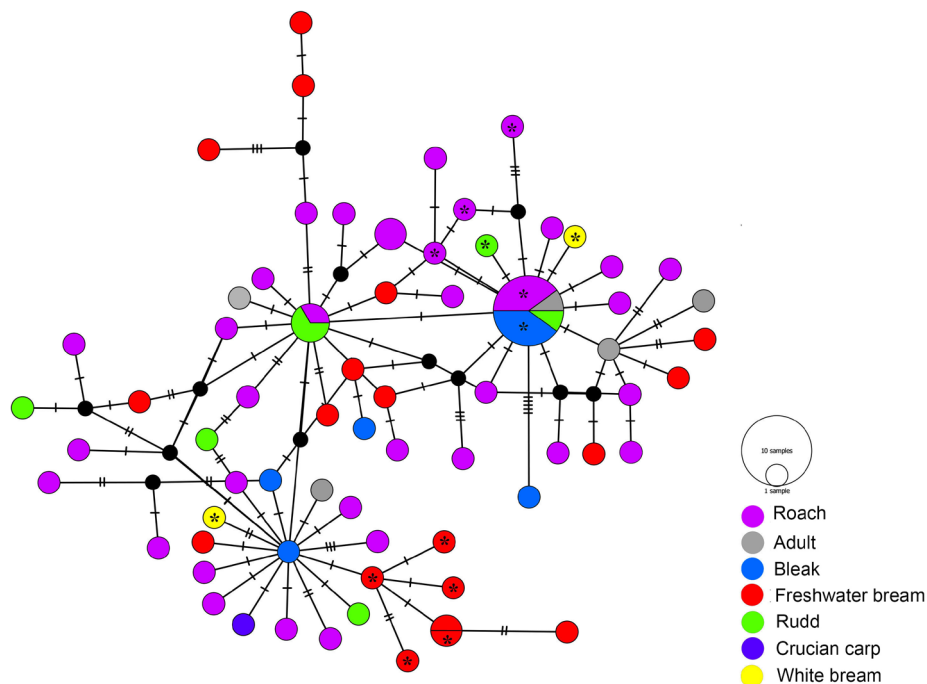 10 samples
1 sample
Roach
Adult
Bleak
Freshwater bream
Rudd
Crucian carp
White bream